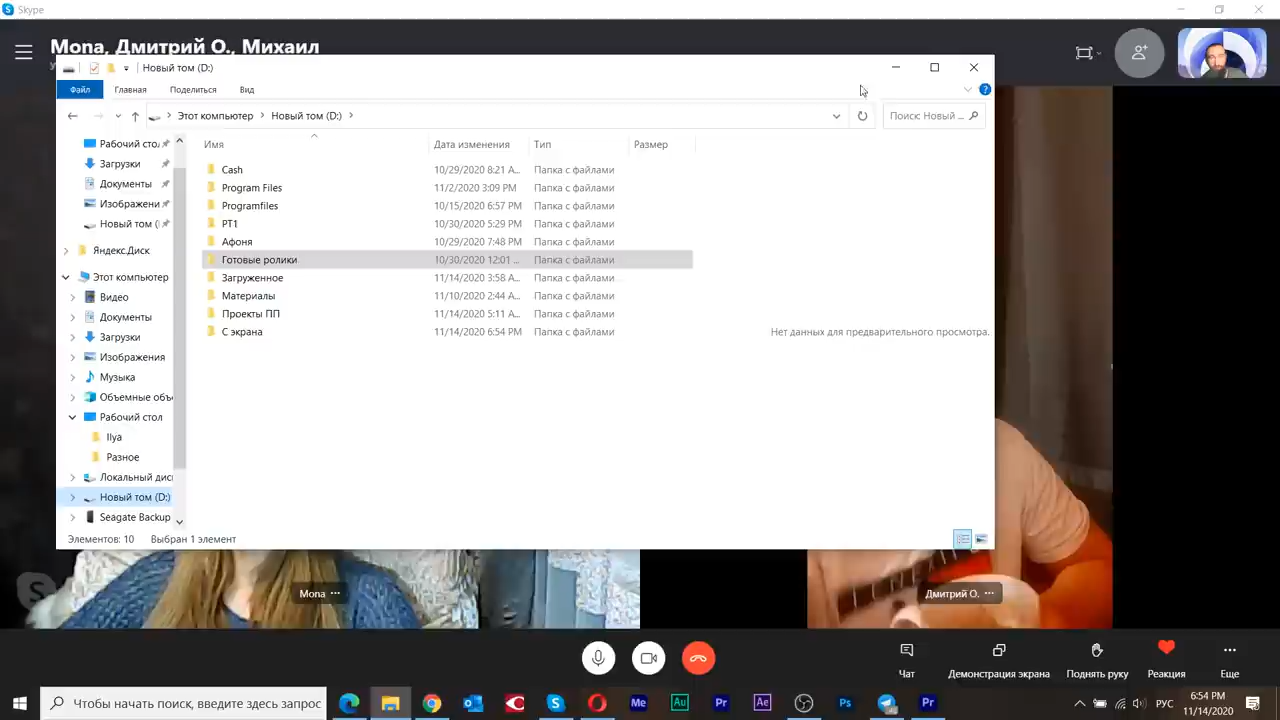 Skype
Mona, Дмитрий О., Михаил
Новый том (D:)
Файл Главная Поделиться Вид
Этот компьютер Новый том (D:) Поиск: Новый ...
Имя Дата изменения Тип Размер
Cash 10/29/2020 8:21 A... Папка с файлами
Program Files 11/2/2020 3:09 PM Папка с файлами
Programfiles 10/15/2020 6:57 PM Папка с файлами
PT1 10/30/2020 5:29 PM Папка с файлами
Афоня 10/29/2020 7:48 PM Папка с файлами
Готовые ролики 10/30/2020 12:01 ... Папка с файлами
Загруженное 11/14/2020 3:58 A... Папка с файлами
Материалы 11/10/2020 2:44 A... Папка с файлами
Проекты ПП 11/14/2020 5:11 A... Папка с файлами
С экрана 11/14/2020 6:54 PM Папка с файлами
Рабочий сто
Загрузки
Документы
Изображени
Новый том (
Яндекс.Диск
Этот компьютер
Видео
Документы
Загрузки
Изображения
Музыка
Объемные объ
Рабочий стол
Ilya
Разное
Локальный дис
Новый том (D:)
Seagate Backup
Нет данных для предварительного просмотра.
Элементов: 10 Выбран 1 элемент
Mona ...
Дмитрий О. ...
Чат Демонстрация экрана Поднять руку Реакция Еще
Чтобы начать поиск, введите здесь запрос
Me Au Pr Ae Ps Pr
РУС
6:54 PM
11/14/2020